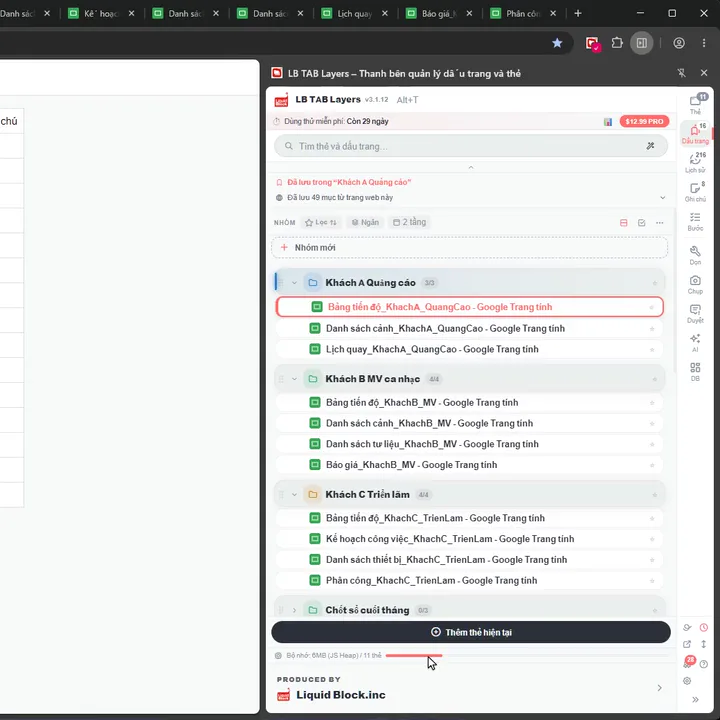 Danh sác
Kế hoạch
Danh sác
Danh sác
Lịch quay
Báo giá_K
Phân côn
LB TAB Layers – Thanh bên quản lý dấu trang và thẻ
chú
LB TAB Layers v3.1.12 Alt+T
Dùng thử miễn phí: Còn 29 ngày
$12.99 PRO
Tìm thẻ và dấu trang...
Đã lưu trong “Khách A Quảng cáo”
Đã lưu 49 mục từ trang web này
NHÓM Lọc Ngăn 2 tầng
Nhóm mới
Khách A Quảng cáo 3/3
Bảng tiến độ_KhachA_QuangCao - Google Trang tính
Danh sách cảnh_KhachA_QuangCao - Google Trang tính
Lịch quay_KhachA_QuangCao - Google Trang tính
Khách B MV ca nhạc 4/4
Bảng tiến độ_KhachB_MV - Google Trang tính
Danh sách cảnh_KhachB_MV - Google Trang tính
Danh sách tư liệu_KhachB_MV - Google Trang tính
Báo giá_KhachB_MV - Google Trang tính
Khách C Triển lãm 4/4
Bảng tiến độ_KhachC_TrienLam - Google Trang tính
Kế hoạch công việc_KhachC_TrienLam - Google Trang tính
Danh sách thiết bị_KhachC_TrienLam - Google Trang tính
Phân công_KhachC_TrienLam - Google Trang tính
Chốt sổ cuối tháng
Thêm thẻ hiện tại
Bộ nhớ: 6MB (JS Heap) / 11 thẻ
PRODUCED BY
Liquid Block.inc
11
Thẻ
16
Dấu trang
216
Lịch sử
8
Ghi chú
Bước
Dọn
Chụp
Duyệt
AI
DB
28